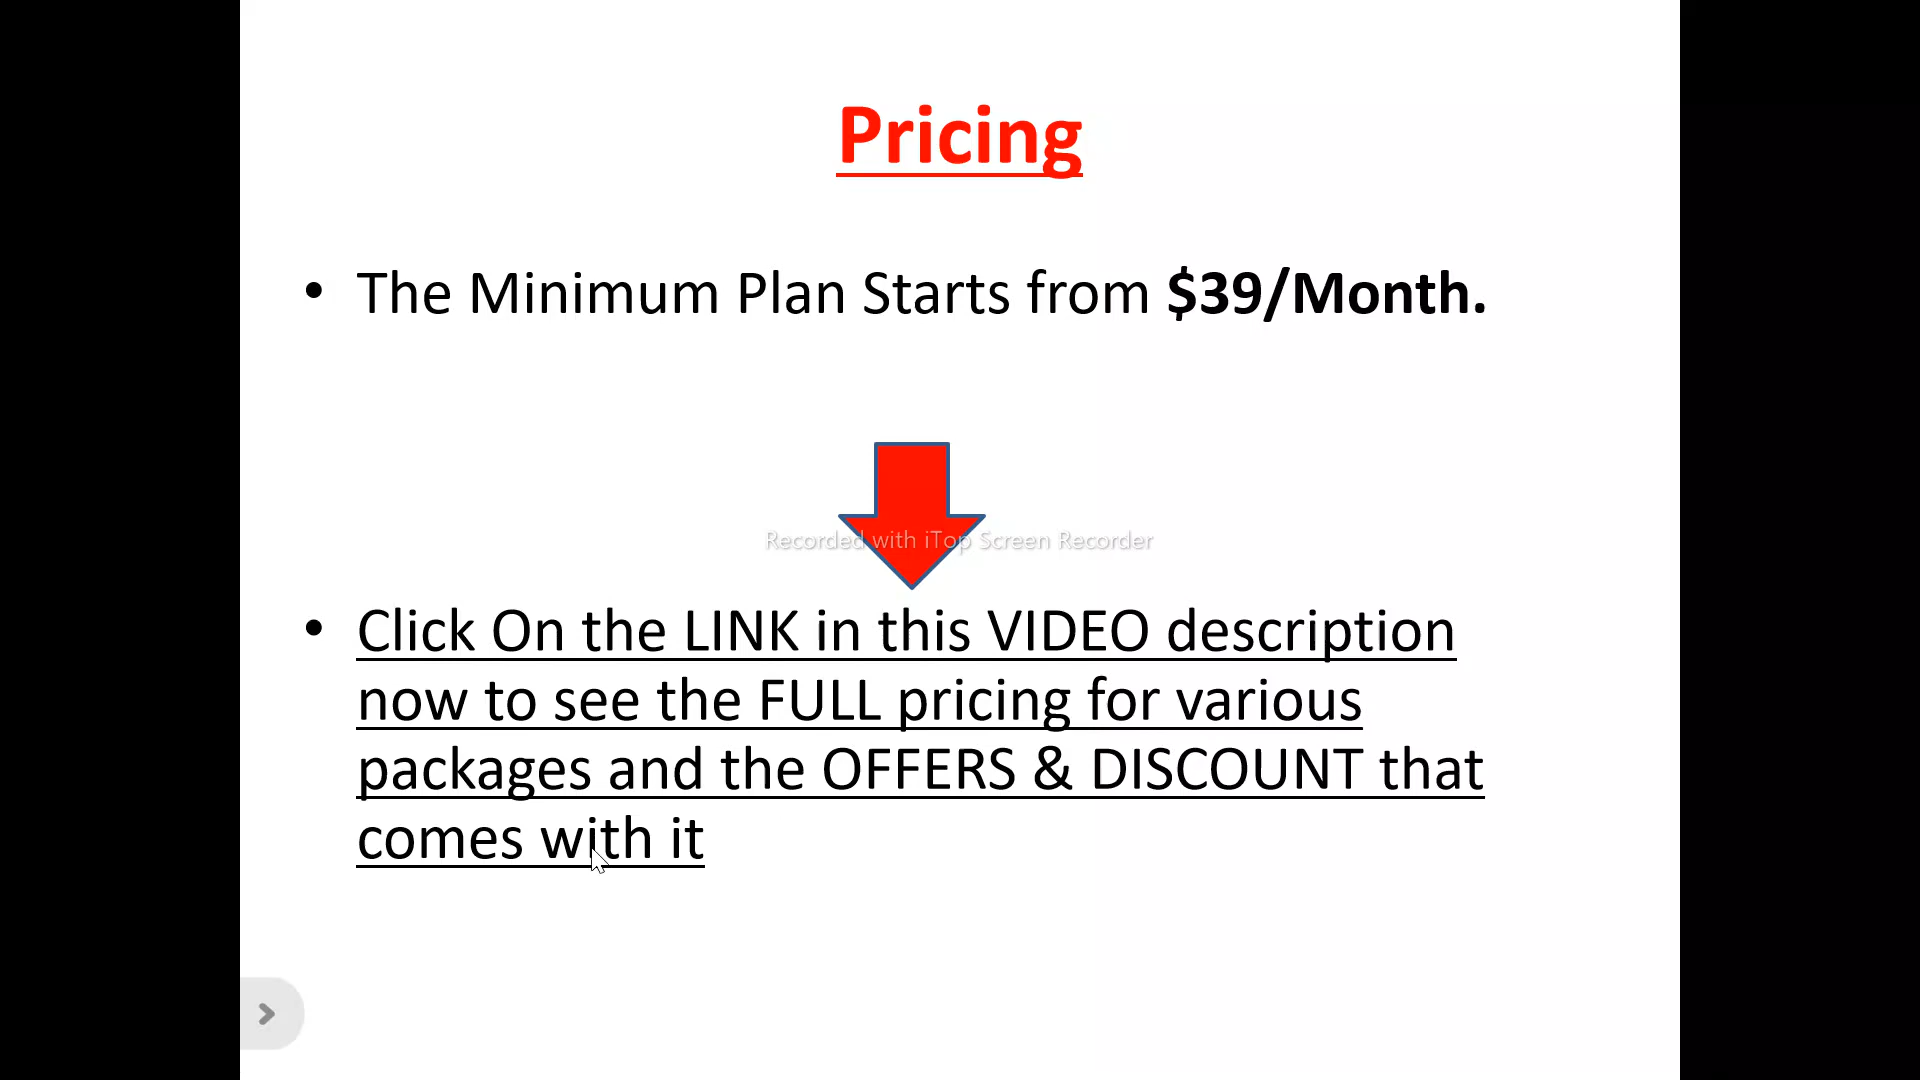 Pricing
• The Minimum Plan Starts from $39/Month.
Recorded with iTop Screen Recorder
• Click On the LINK in this VIDEO description
now to see the FULL pricing for various
packages and the OFFERS & DISCOUNT that
comes with it